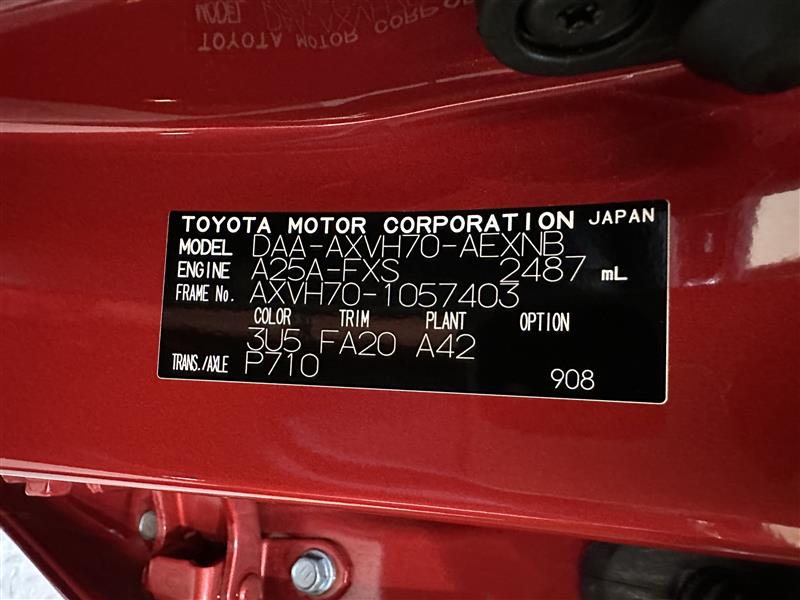 TOYOTA MOTOR CORPORATION JAPAN
MODEL DAA-AXVH70-AEXNB
ENGINE A25A-FXS 2487 mL
FRAME No. AXVH70-1057403
COLOR TRIM PLANT OPTION
3U5 FA20 A42
TRANS./AXLE P710
908